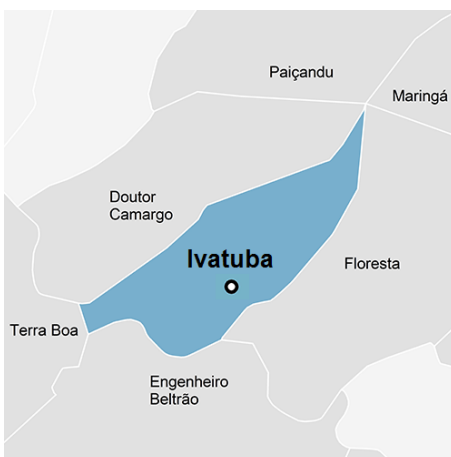 Paiçandu
Maringá
Doutor
Camargo
Ivatuba
Floresta
Terra Boa
Engenheiro
Beltrão